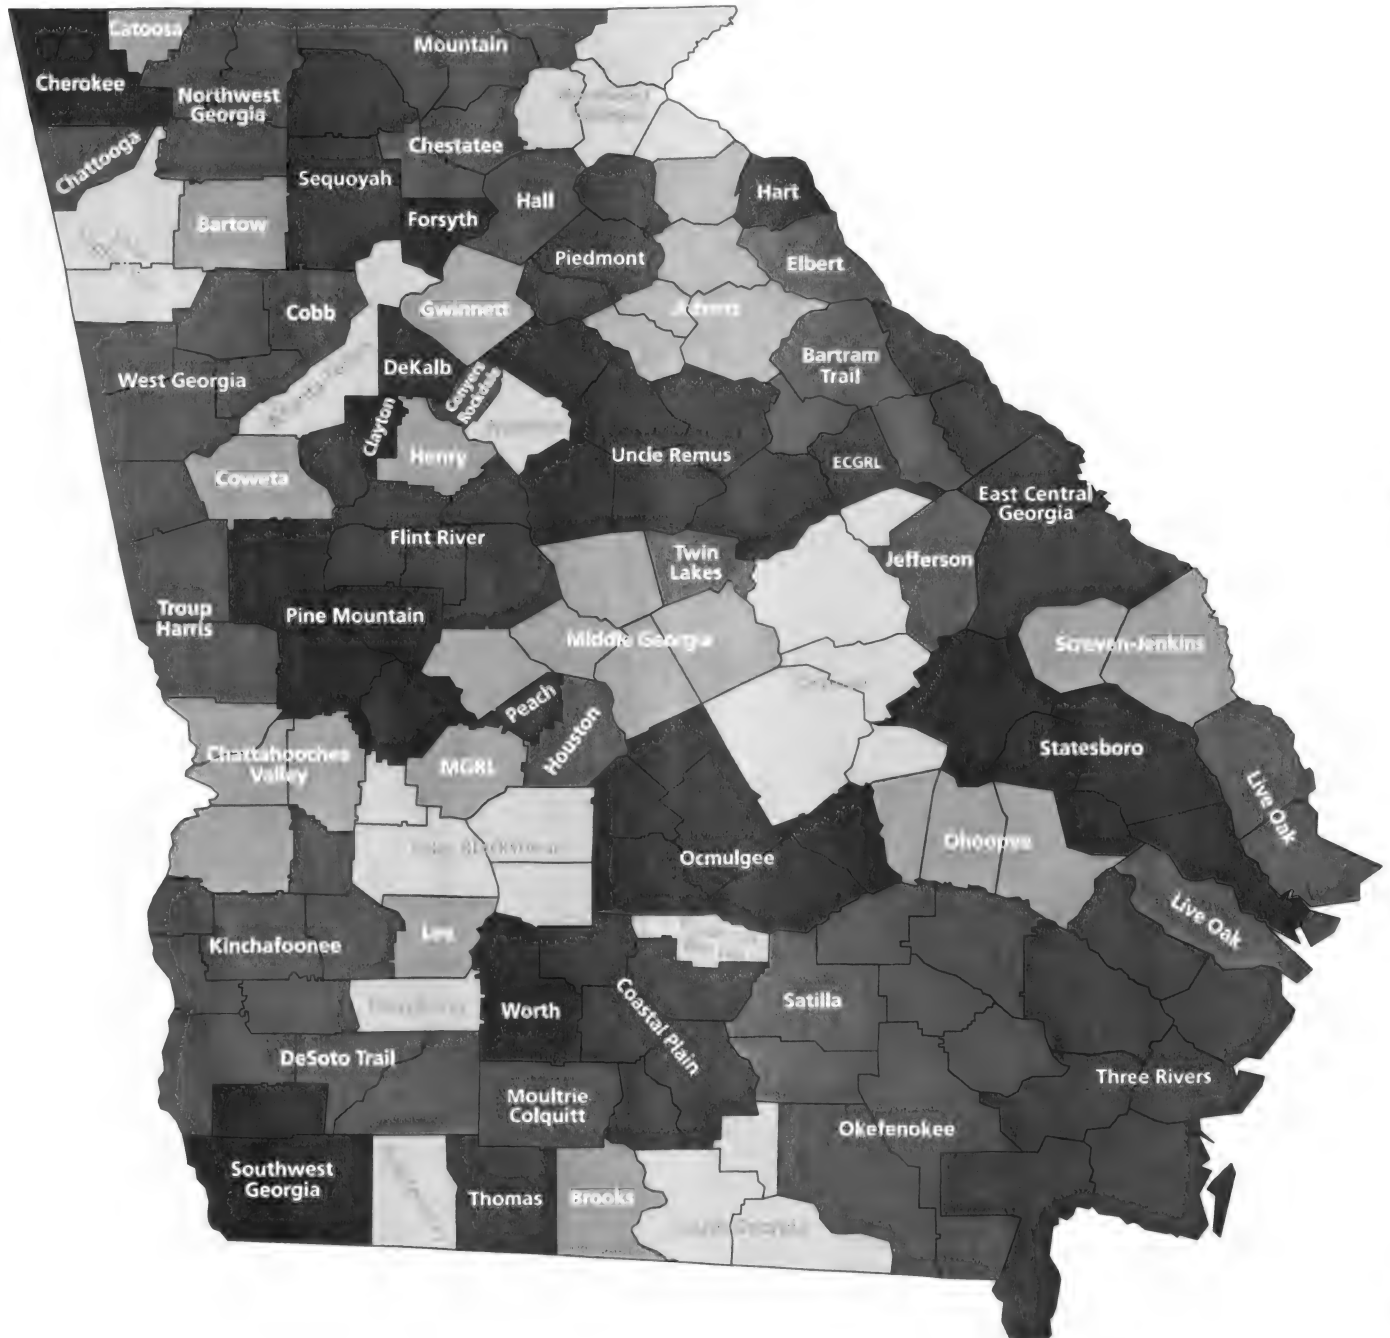 Catoosa
Mountain
Cherokee
Northwest
Georgia
Chattooga
Chestatee
Sequoyah
Hall
Hart
Forsyth
Bartow
Piedmont
Elbert
Cobb
Gwinnett
Bartram
Trail
DeKalb
West Georgia
Conyers
Rockdale
Clayton
Henry
Uncle Remus
ECGRL
Coweta
East Central
Georgia
Flint River
Twin
Lakes
Jefferson
Troup
Harris
Pine Mountain
Middle Georgia
Screven-Jenkins
Peach
Houston
Statesboro
Chattahoochee
Valley
MGRL
Live Oak
Ohoopee
Ocmulgee
Live Oak
Kinchafoonee
Lee
Worth
Coastal Plain
Satilla
DeSoto Trail
Three Rivers
Moultrie
Colquitt
Okefenokee
Southwest
Georgia
Thomas
Brooks